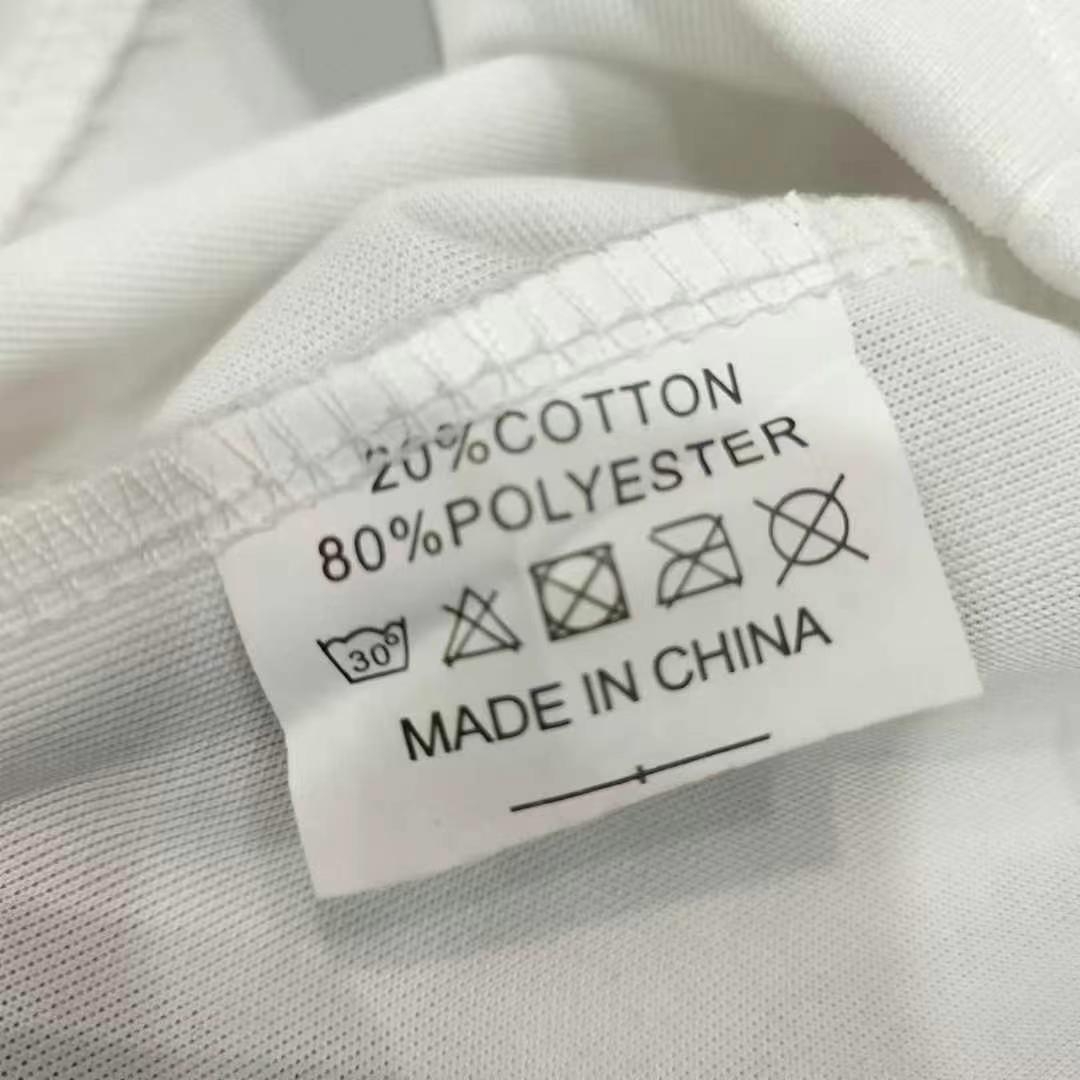 20%COTTON
80%POLYESTER
30°
MADE IN CHINA